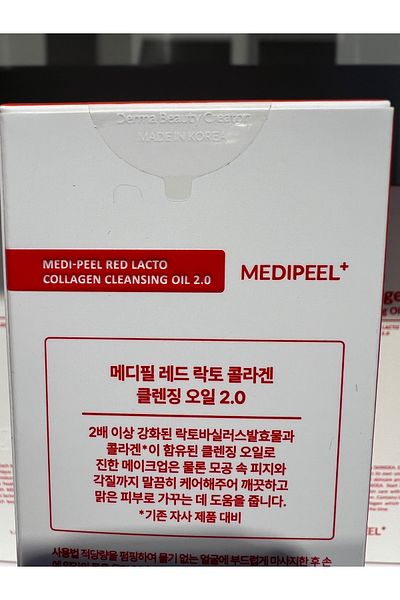 Derma Beauty Creator
MADE IN KOREA
MEDI-PEEL RED LACTO
COLLAGEN CLEANSING OIL 2.0
MEDIPEEL+
메디필 레드 락토 콜라겐
클렌징 오일 2.0
2배 이상 강화된 락토바실러스발효물과
콜라겐*이 함유된 클렌징 오일로
진한 메이크업은 물론 모공 속 피지와
각질까지 말끔히 케어해주어 깨끗하고
맑은 피부로 가꾸는 데 도움을 줍니다.
*기존 자사 제품 대비
사용법 적당량을 펌핑하여 물기 없는 얼굴에 부드럽게 마사지한 후 손